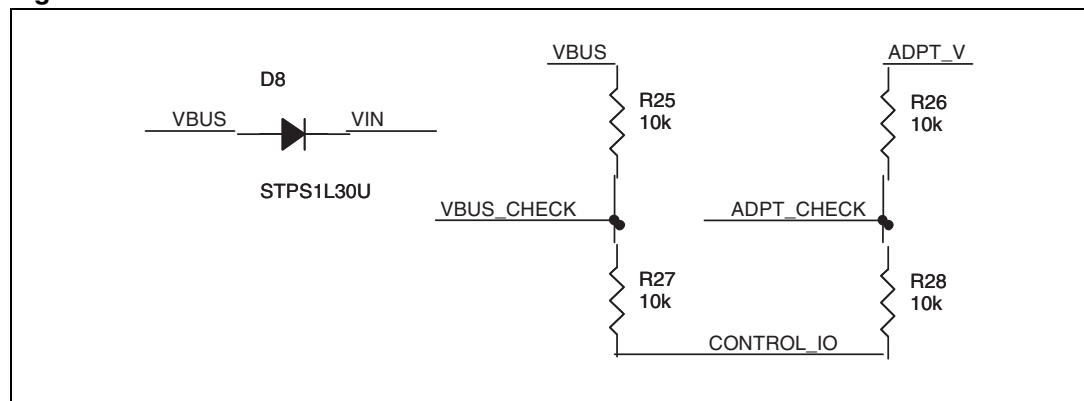 VBUS
ADPT_V
D8
R25
10k
R26
10k
VBUS
VIN
STPS1L30U
VBUS_CHECK
ADPT_CHECK
R27
10k
R28
10k
CONTROL_IO